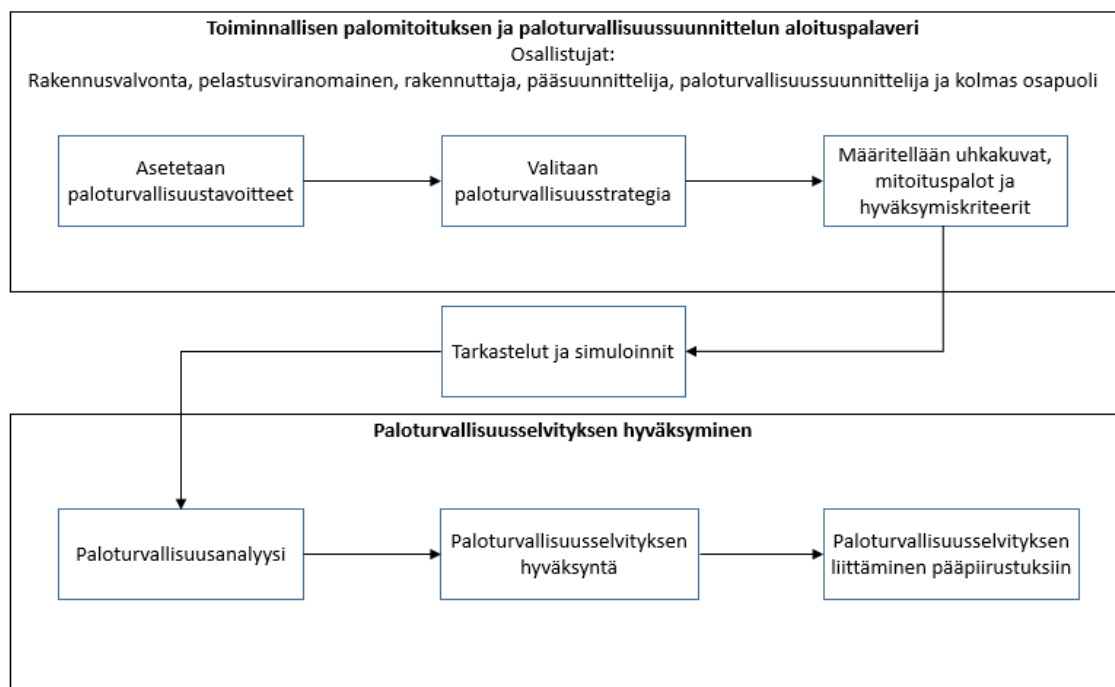 Toiminnallisen palomitoituksen ja paloturvallisuussuunnittelun aloituspalaveri
Osallistujat:
Rakennusvalvonta, pelastusviranomainen, rakennuttaja, pääsuunnittelija, paloturvallisuussuunnittelija ja kolmas osapuoli
Asetetaan
paloturvallisuustavoitteet
Valitaan
paloturvallisuusstrategia
Määritellään uhkakuvat,
mitoituspalot ja
hyväksymiskriteerit
Tarkastelut ja simuloinnit
Paloturvallisuusselvityksen hyväksyminen
Paloturvallisuusanalyysi
Paloturvallisuusselvityksen
hyväksyntä
Paloturvallisuusselvityksen
liittäminen pääpiirustuksiin